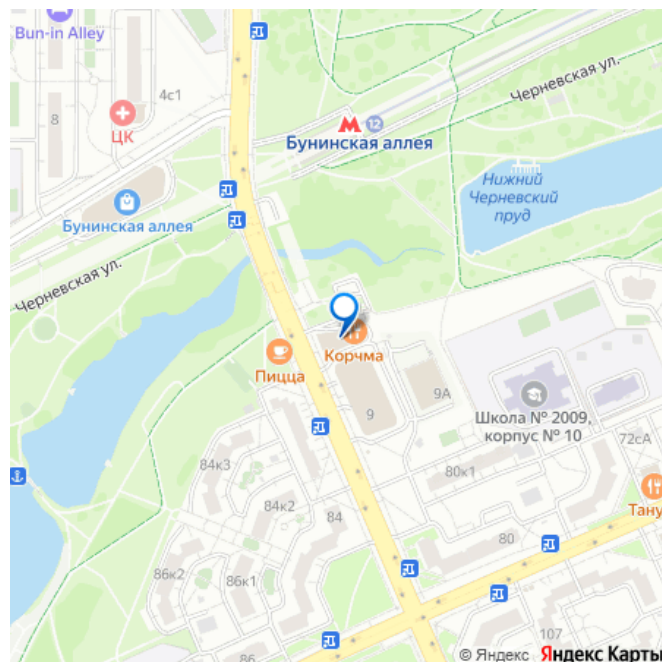 Bun-in Alley
4с1
8
ЦК
Черневская ул.
12
Бунинская аллея
Нижний
Черневский
пруд
Бунинская аллея
Черневская ул.
Корчма
Пицца
9А
9
Школа № 2009,
корпус № 10
72сА
84к3
80к1
84к2
Тану
84
80
86к2
86к1
86
107
© Яндекс Яндекс Карты